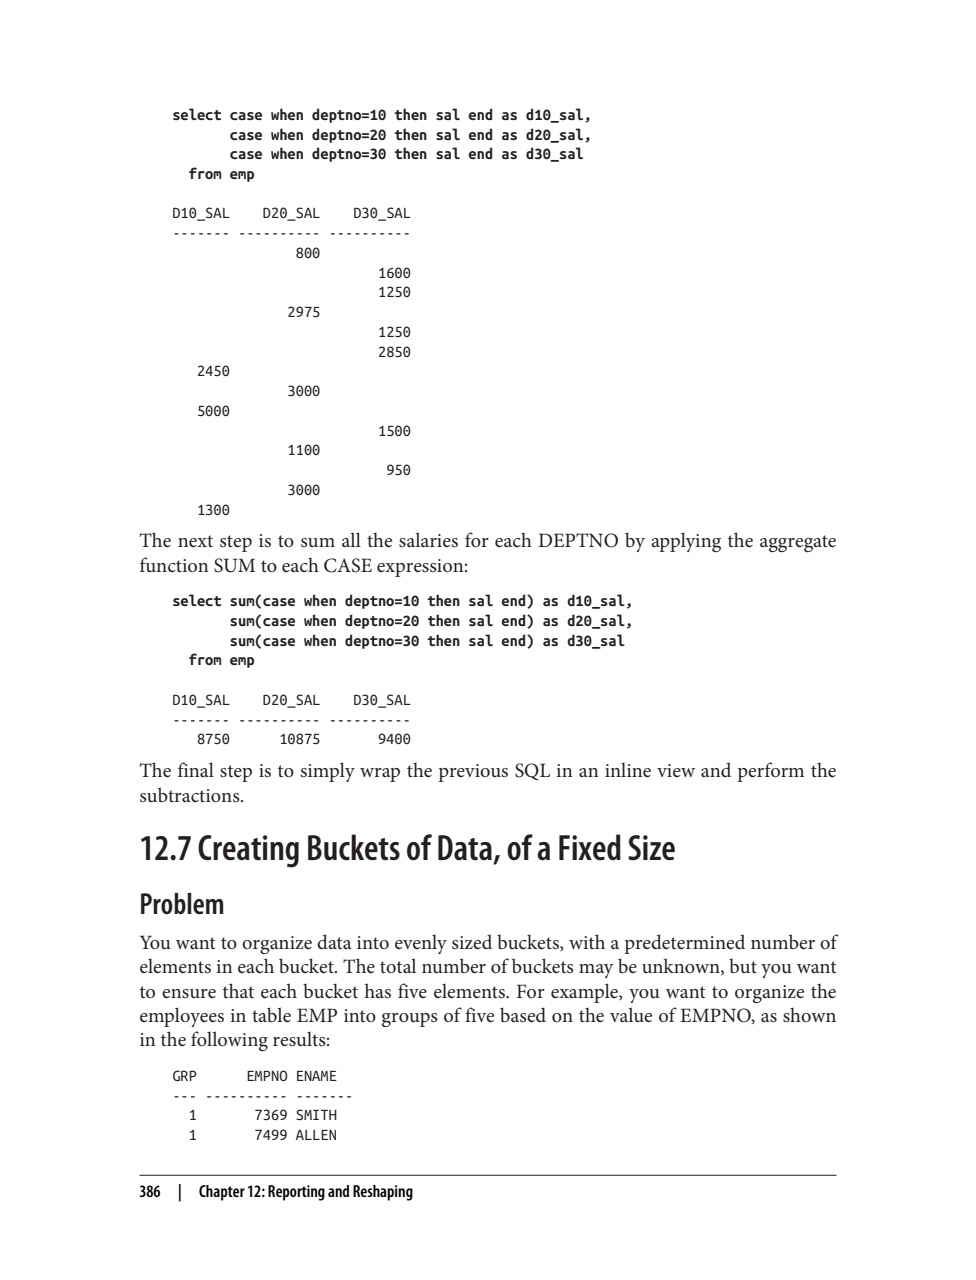 select case when deptno=10 then sal end as d10_sal,
       case when deptno=20 then sal end as d20_sal,
       case when deptno=30 then sal end as d30_sal
  from emp
D10_SAL    D20_SAL    D30_SAL
------- ---------- ----------
               800
                         1600
                         1250
              2975
                         1250
                         2850
   2450
              3000
   5000
                         1500
              1100
                          950
              3000
   1300
The next step is to sum all the salaries for each DEPTNO by applying the aggregate
function SUM to each CASE expression:
select sum(case when deptno=10 then sal end) as d10_sal,
       sum(case when deptno=20 then sal end) as d20_sal,
       sum(case when deptno=30 then sal end) as d30_sal
  from emp
D10_SAL    D20_SAL    D30_SAL
------- ---------- ----------
   8750      10875       9400
The final step is to simply wrap the previous SQL in an inline view and perform the
subtractions.
12.7 Creating Buckets of Data, of a Fixed Size
Problem
You want to organize data into evenly sized buckets, with a predetermined number of
elements in each bucket. The total number of buckets may be unknown, but you want
to ensure that each bucket has five elements. For example, you want to organize the
employees in table EMP into groups of five based on the value of EMPNO, as shown
in the following results:
GRP      EMPNO ENAME
--- ---------- -------
  1       7369 SMITH
  1       7499 ALLEN
386 | Chapter 12: Reporting and Reshaping